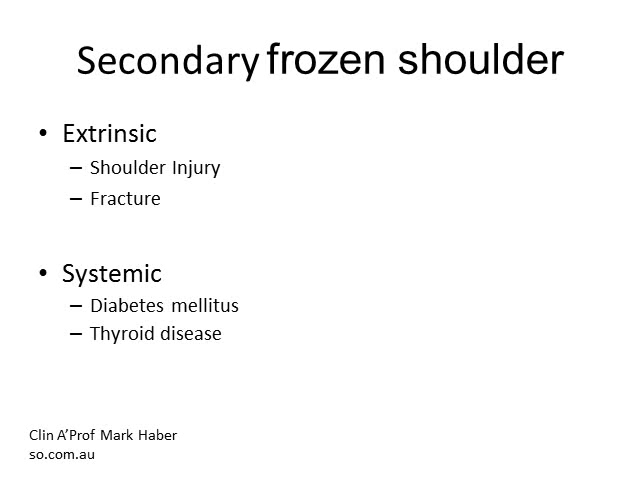 Secondary frozen shoulder
• Extrinsic
– Shoulder Injury
– Fracture
• Systemic
– Diabetes mellitus
– Thyroid disease
Clin A’Prof Mark Haber
so.com.au